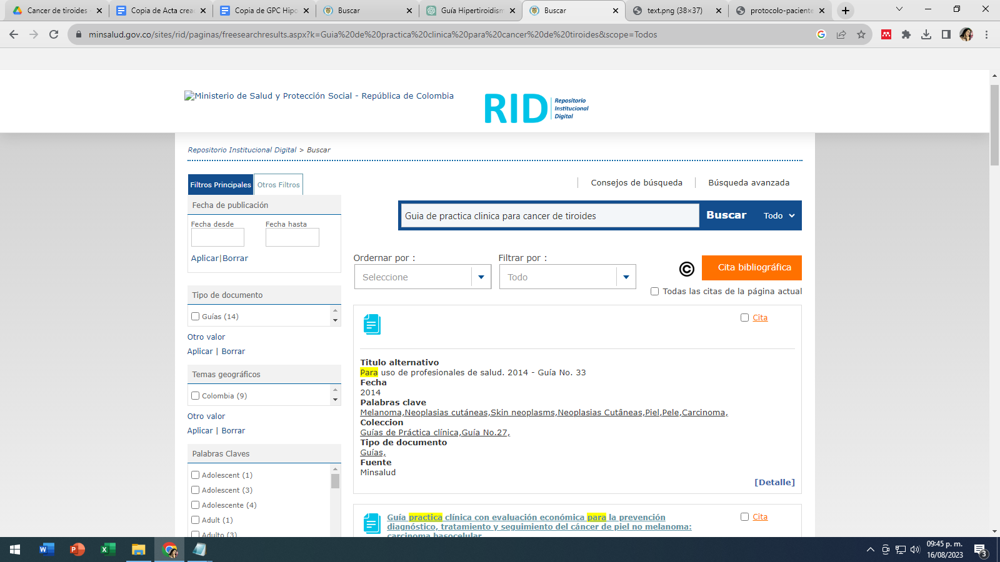 Cancer de tiroides
Copia de Acta crea
Copia de GPC Hipo
Buscar
Guía Hipertiroidism
Buscar
text.png (38×37)
protocolo-paciente
minsalud.gov.co/sites/rid/paginas/freesearchresults.aspx?k=Guia%20de%20practica%20clinica%20para%20cancer%20de%20tiroides&scope=Todos
Ministerio de Salud y Protección Social - República de Colombia
RID
Repositorio
Institucional
Digital
Repositorio Institucional Digital > Buscar
Filtros Principales
Otros Filtros
Consejos de búsqueda
Búsqueda avanzada
Fecha de publicación
Fecha desde
Fecha hasta
Aplicar|Borrar
Guia de practica clinica para cancer de tiroides
Buscar
Todo
Ordernar por :
Seleccione
Filtrar por :
Todo
©
Cita bibliográfica
Todas las citas de la página actual
Tipo de documento
Guías (14)
Otro valor
Aplicar | Borrar
Temas geográficos
Colombia (9)
Otro valor
Aplicar | Borrar
Palabras Claves
Adolescent (1)
Adolescent (3)
Adolescente (4)
Adult (1)
Adulto (3)
Cita
Titulo alternativo
Para uso de profesionales de salud. 2014 - Guía No. 33
Fecha
2014
Palabras clave
Melanoma,Neoplasias cutáneas,Skin neoplasms,Neoplasias Cutâneas,Piel,Pele,Carcinoma,
Coleccion
Guías de Práctica clínica,Guía No.27,
Tipo de documento
Guías,
Fuente
Minsalud
[Detalle]
Guía practica clínica con evaluación económica para la prevención
diagnóstico, tratamiento y seguimiento del cáncer de piel no melanoma:
carcinoma basocelular
Cita
09:45 p. m.
16/08/2023
3